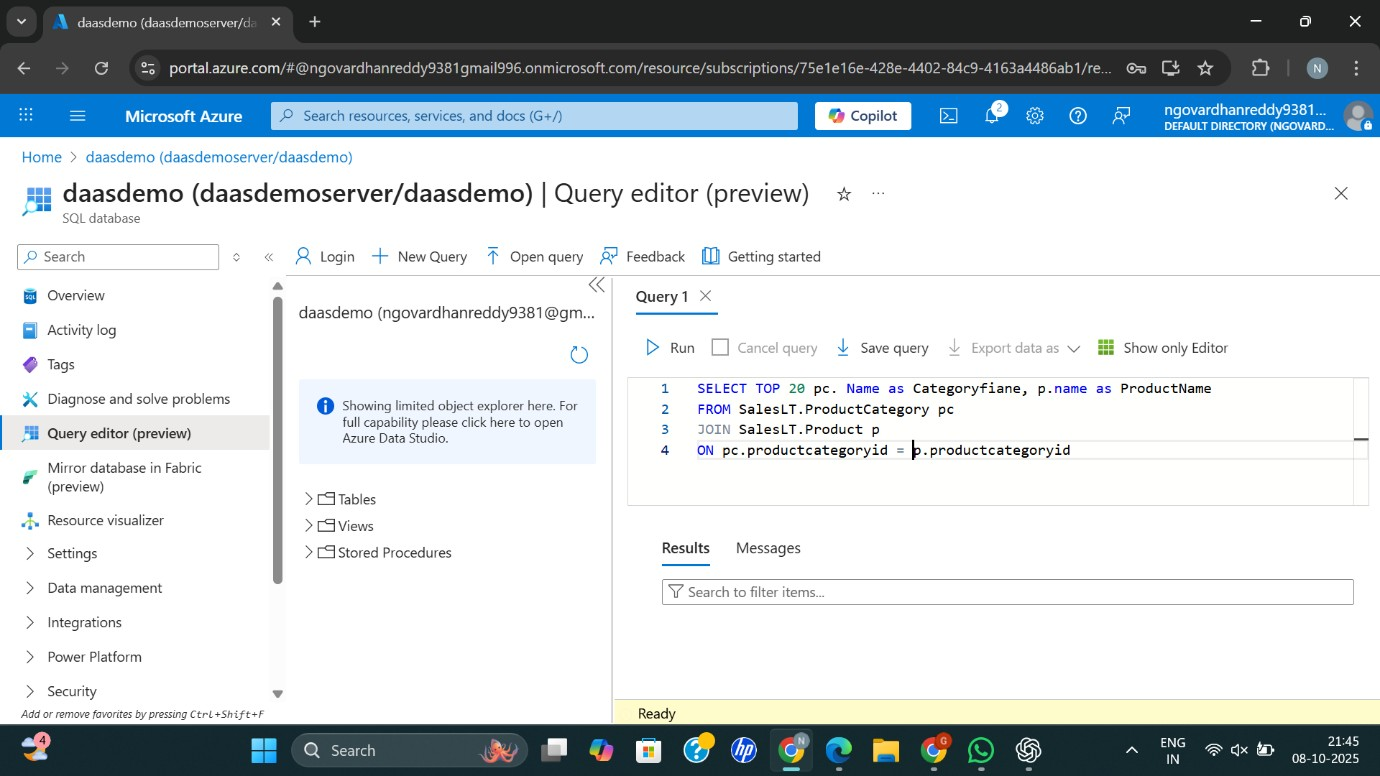 daasdemo (daasdemoserver/da
portal.azure.com/#@ngovardhanreddy9381gmail996.onmicrosoft.com/resource/subscriptions/75e1e16e-428e-4402-84c9-4163a4486ab1/re...
N
Microsoft Azure
Search resources, services, and docs (G+/)
Copilot
2
ngovardhanreddy9381...
DEFAULT DIRECTORY (NGOVARD...
Home > daasdemo (daasdemoserver/daasdemo)
daasdemo (daasdemoserver/daasdemo) | Query editor (preview)
SQL database
Search
Overview
Activity log
Tags
Diagnose and solve problems
Query editor (preview)
Mirror database in Fabric
(preview)
Resource visualizer
Settings
Data management
Integrations
Power Platform
Security
Add or remove favorites by pressing Ctrl+Shift+F
Login
New Query
Open query
Feedback
Getting started
daasdemo (ngovardhanreddy9381@gm...
Showing limited object explorer here. For
full capability please click here to open
Azure Data Studio.
Tables
Views
Stored Procedures
Query 1
Run
Cancel query
Save query
Export data as
Show only Editor
1 SELECT TOP 20 pc. Name as Categoryfiane, p.name as ProductName
2 FROM SalesLT.ProductCategory pc
3 JOIN SalesLT.Product p
4 ON pc.productcategoryid = p.productcategoryid
Results
Messages
Search to filter items...
Ready
4
Search
hp
N
G
ENG
IN
21:45
08-10-2025